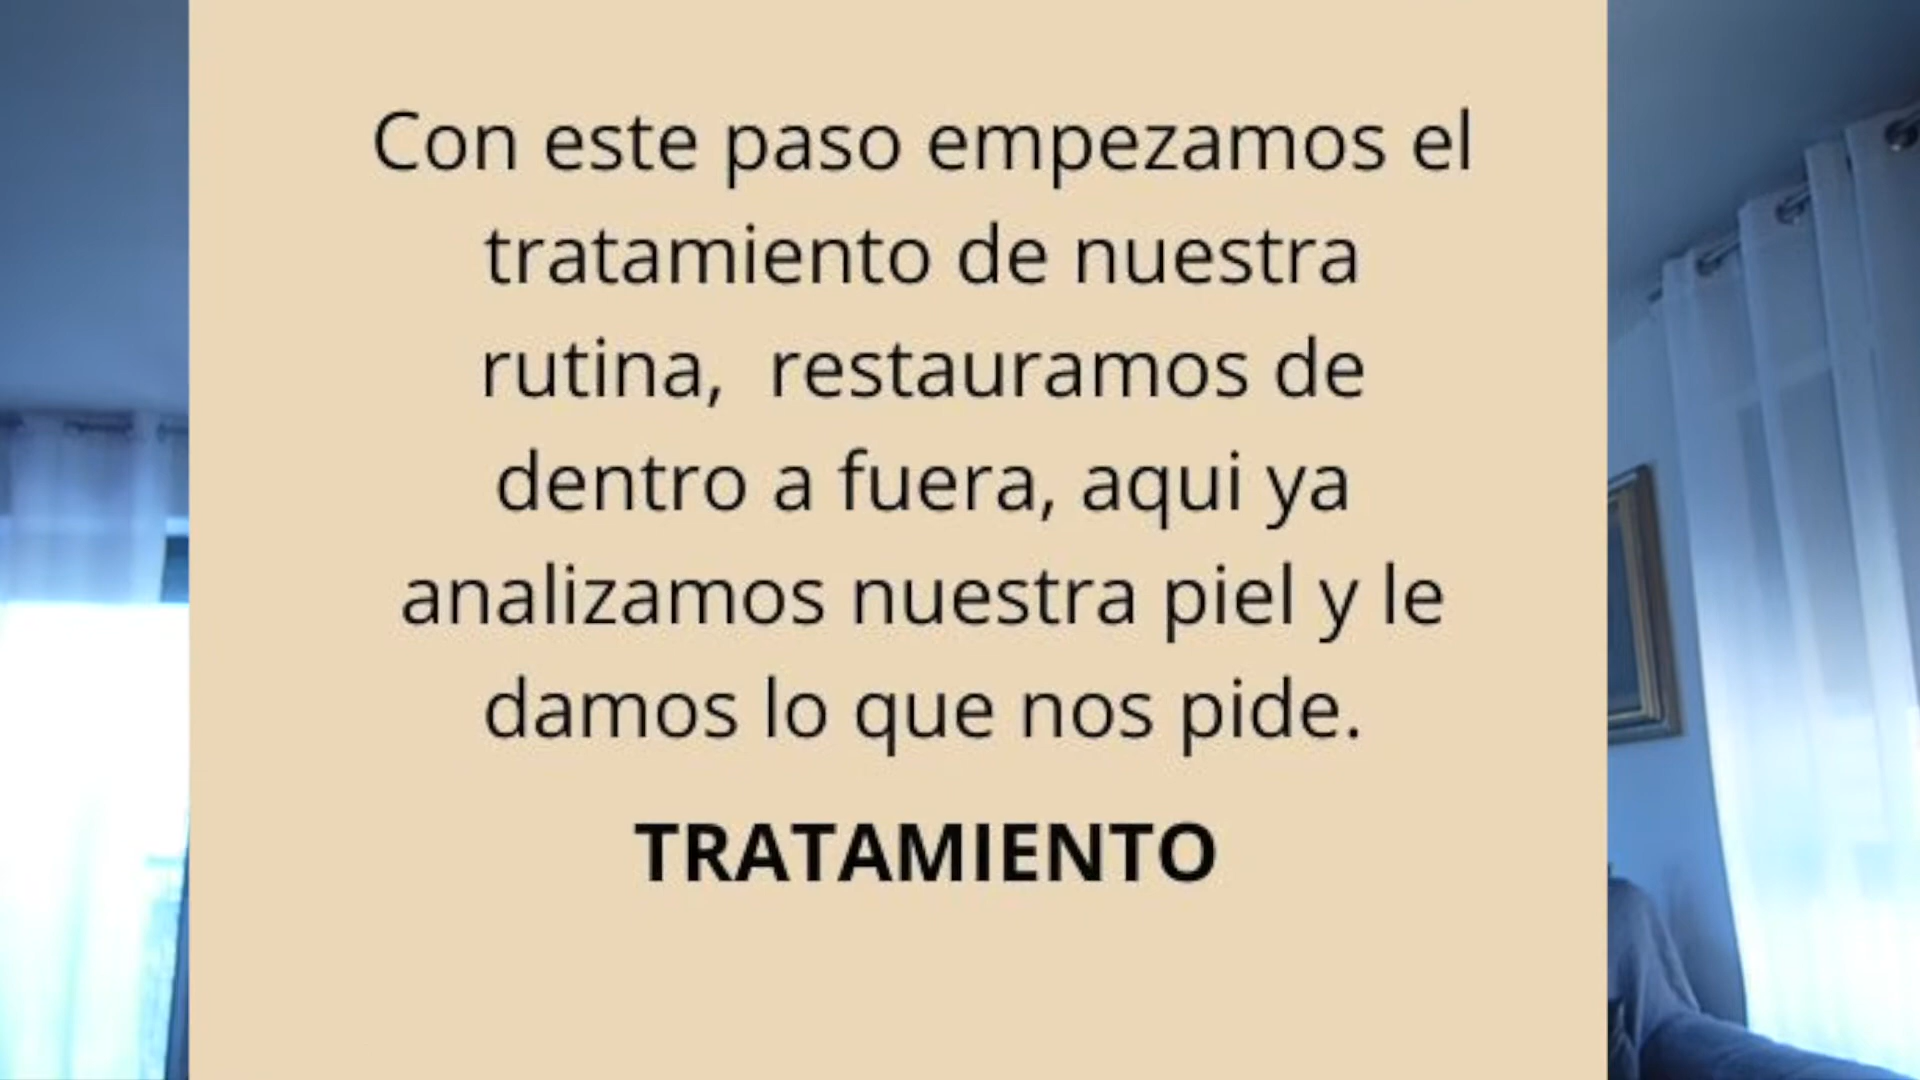 Con este paso empezamos el
tratamiento de nuestra
rutina,  restauramos de
dentro a fuera, aqui ya
analizamos nuestra piel y le
damos lo que nos pide.
TRATAMIENTO